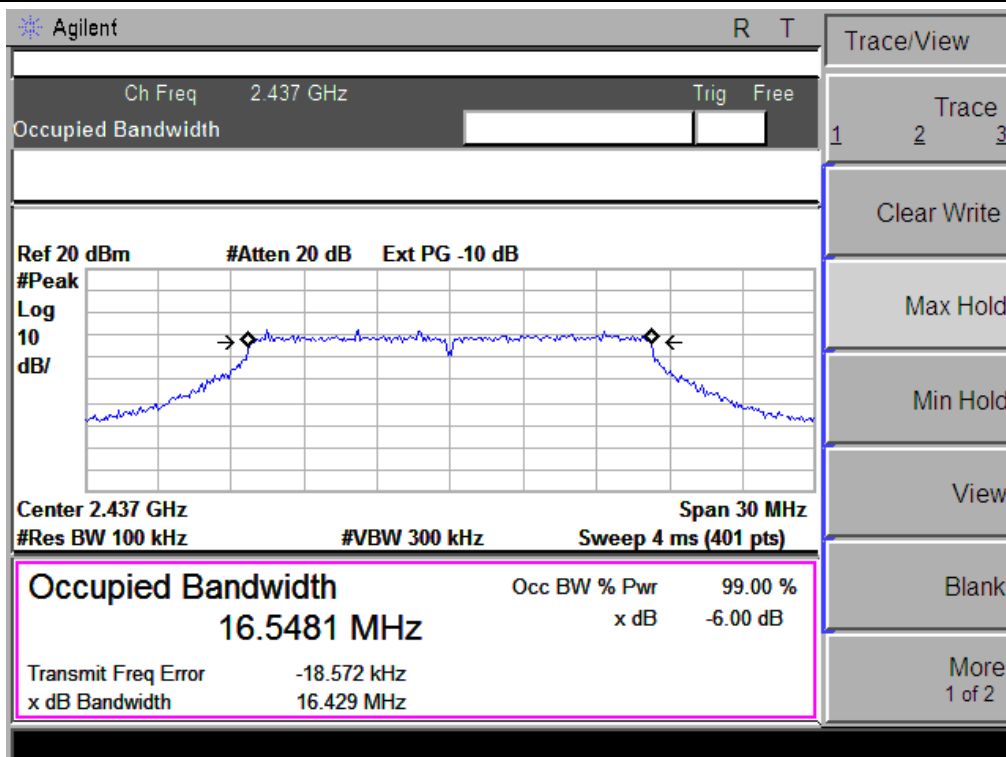 Agilent R T
Ch Freq 2.437 GHz Trig Free
Occupied Bandwidth
Ref 20 dBm #Atten 20 dB Ext PG -10 dB
#Peak
Log
10
dB/
Center 2.437 GHz Span 30 MHz
#Res BW 100 kHz #VBW 300 kHz Sweep 4 ms (401 pts)
Occupied Bandwidth Occ BW % Pwr 99.00 %
16.5481 MHz x dB -6.00 dB
Transmit Freq Error -18.572 kHz
x dB Bandwidth 16.429 MHz
Trace/View
Trace
1 2 3
Clear Write
Max Hold
Min Hold
View
Blank
More
1 of 2